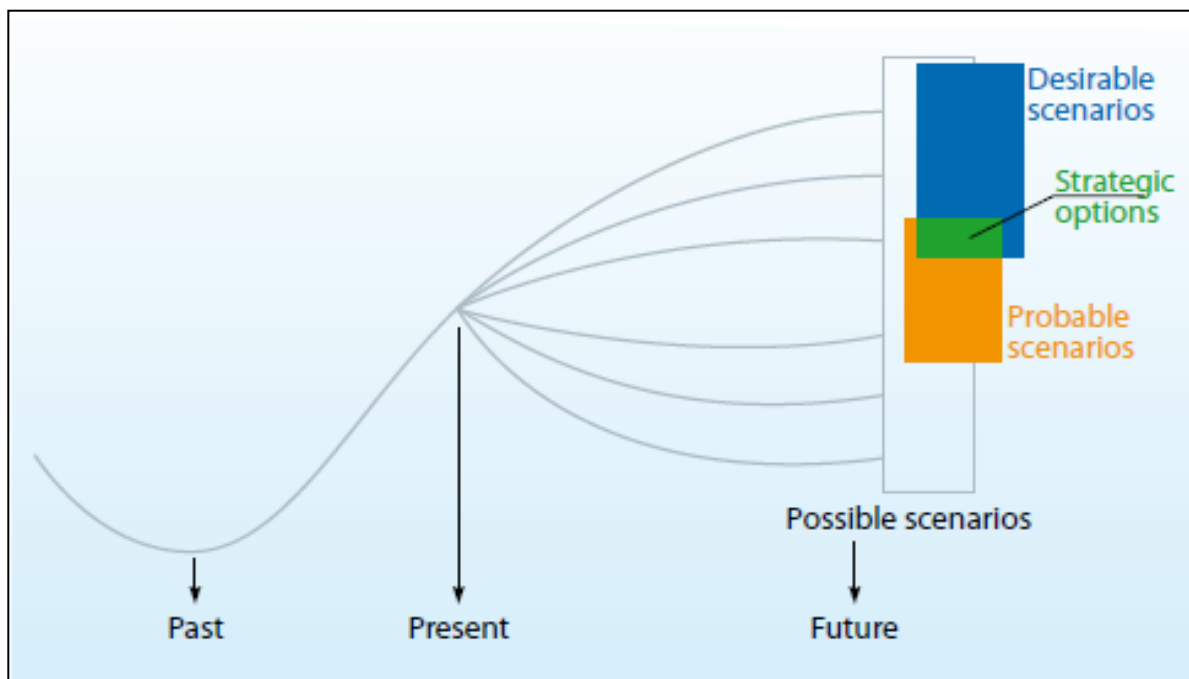 Desirable
scenarios
Strategic
options
Probable
scenarios
Possible scenarios
Past
Present
Future